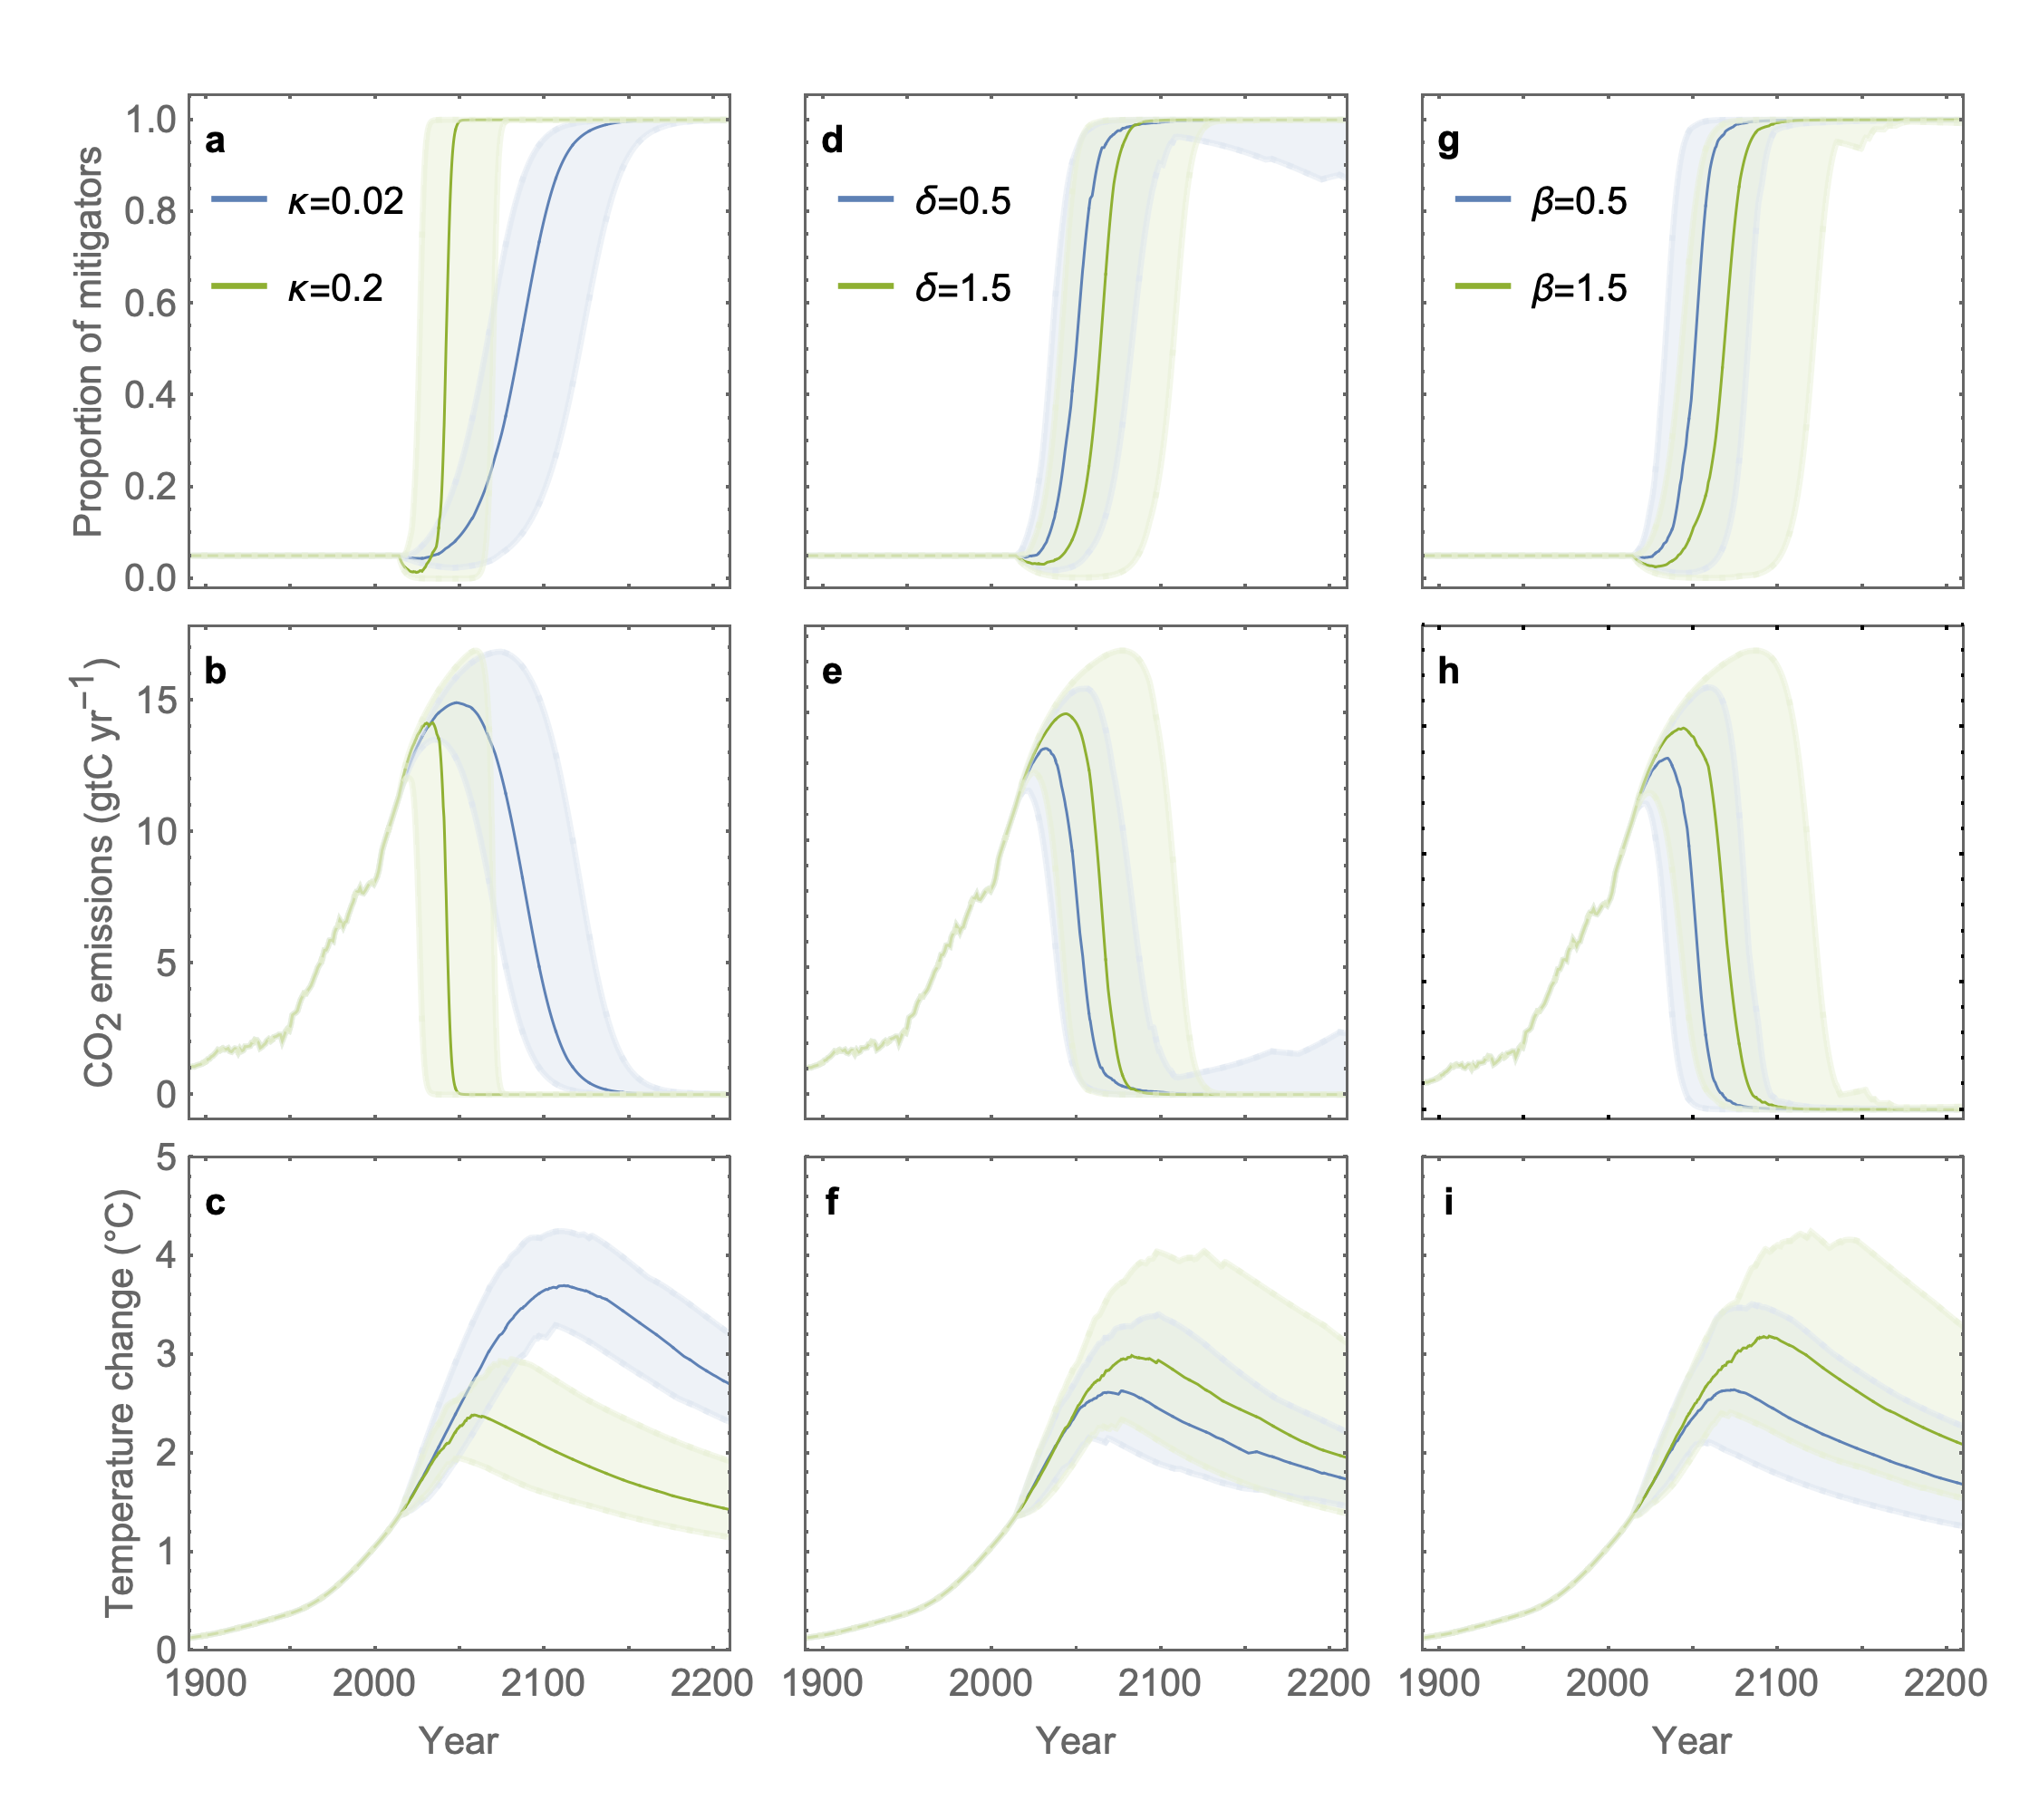 Proportion of mitigators
1.0
0.8
0.6
0.4
0.2
0.0
a
κ=0.02
κ=0.2
d
δ=0.5
δ=1.5
g
β=0.5
β=1.5
CO2 emissions (gtC yr−1)
15
10
5
0
b
e
h
Temperature change (°C)
5
4
3
2
1
0
c
f
i
1900 2000 2100 2200 1900 2000 2100 2200 1900 2000 2100 2200
Year Year Year